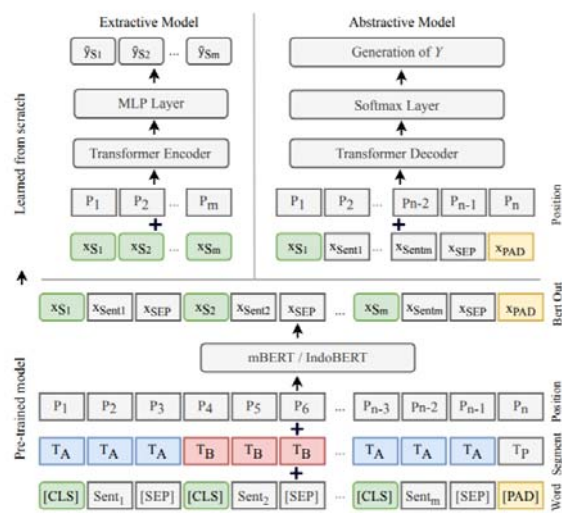 Extractive Model
Abstractive Model
ŷS1 ŷS2 ... ŷSm
Generation of Y
MLP Layer
Softmax Layer
Transformer Encoder
Transformer Decoder
P1 P2 ... Pm
P1 P2 ... Pn-2 Pn-1 Pn
+
+
xS1 xS2 ... xSm
xS1 xSent1 ... xSentm xSEP xPAD
Position
Learned from scratch
xS1 xSent1 xSEP xS2 xSent2 xSEP ... xSm xSentm xSEP xPAD
Bert Out
mBERT / IndoBERT
P1 P2 P3 P4 P5 P6 ... Pn-3 Pn-2 Pn-1 Pn
Position
+
TA TA TA TB TB TB ... TA TA TA TP
Segment
+
[CLS] Sent1 [SEP] [CLS] Sent2 [SEP] ... [CLS] Sentm [SEP] [PAD]
Word
Pre-trained model